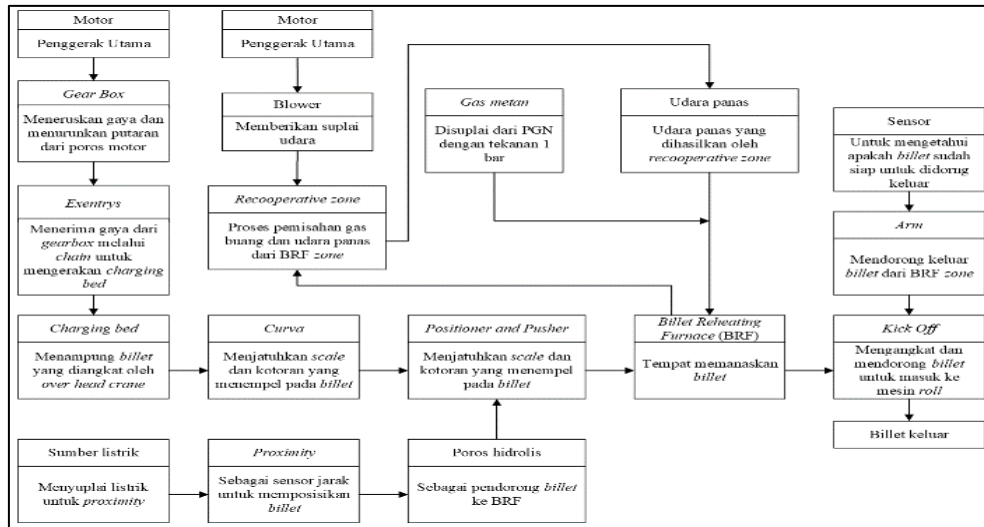 Motor
Penggerak Utama
Gear Box
Meneruskan gaya dan
menurunkan putaran
dari poros motor
Exentrys
Menerima gaya dari
gearbox melalui
chain untuk
mengerakan charging
bed
Charging bed
Menampung billet
yang diangkat oleh
over head crane
Motor
Penggerak Utama
Blower
Memberikan suplai
udara
Recooperative zone
Proses pemisahan gas
buang dan udara panas
dari BRF zone
Curva
Menjatuhkan scale
dan kotoran yang
menempel pada billet
Gas metan
Disuplai dari PGN
dengan tekanan 1
bar
Positioner and Pusher
Menjatuhkan scale dan
kotoran yang menempel
pada billet
Udara panas
Udara panas yang
dihasilkan oleh
recooperative zone
Billet Reheating
Furnace (BRF)
Tempat memanaskan
billet
Sensor
Untuk mengetahui
apakah billet sudah
siap untuk didorng
keluar
Arm
Mendorong keluar
billet dari BRF zone
Kick Off
Mengangkat dan
mendorong billet
untuk masuk ke
mesin roll
Billet keluar
Sumber listrik
Menyuplai listrik
untuk proximity
Proximity
Sebagai sensor jarak
untuk memposisikan
billet
Poros hidrolis
Sebagai pendorong billet
ke BRF